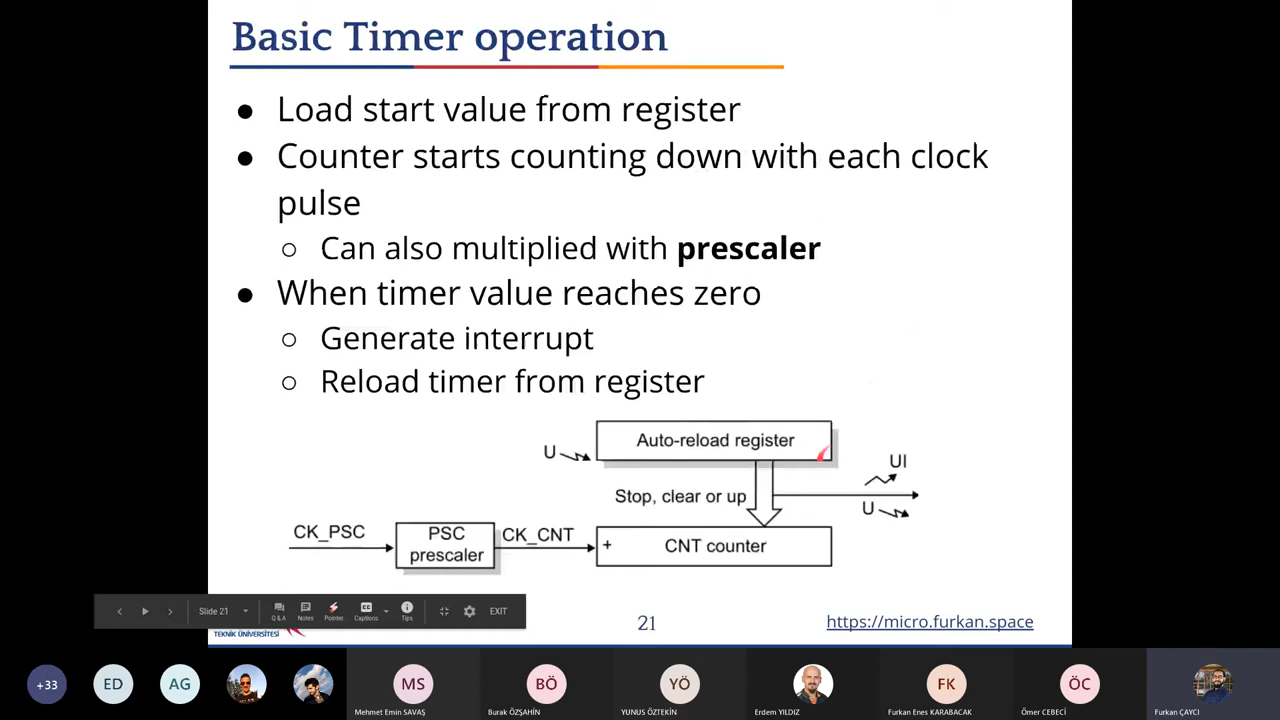 Basic Timer operation
● Load start value from register
● Counter starts counting down with each clock
pulse
○ Can also multiplied with prescaler
● When timer value reaches zero
○ Generate interrupt
○ Reload timer from register
Auto-reload register
U
UI
Stop, clear or up
U
CK_PSC
PSC
prescaler
CK_CNT
+ CNT counter
Slide 21
Q&A
Notes
Pointer
Captions
Tips
EXIT
TEKNİK ÜNİVERSİTESİ
21
https://micro.furkan.space
+33
ED
AG
MS
Mehmet Emin SAVAŞ
BÖ
Burak ÖZŞAHİN
YÖ
YUNUS ÖZTEKİN
Erdem YILDIZ
FK
Furkan Enes KARABACAK
ÖC
Ömer CEBECİ
Furkan ÇAYCI